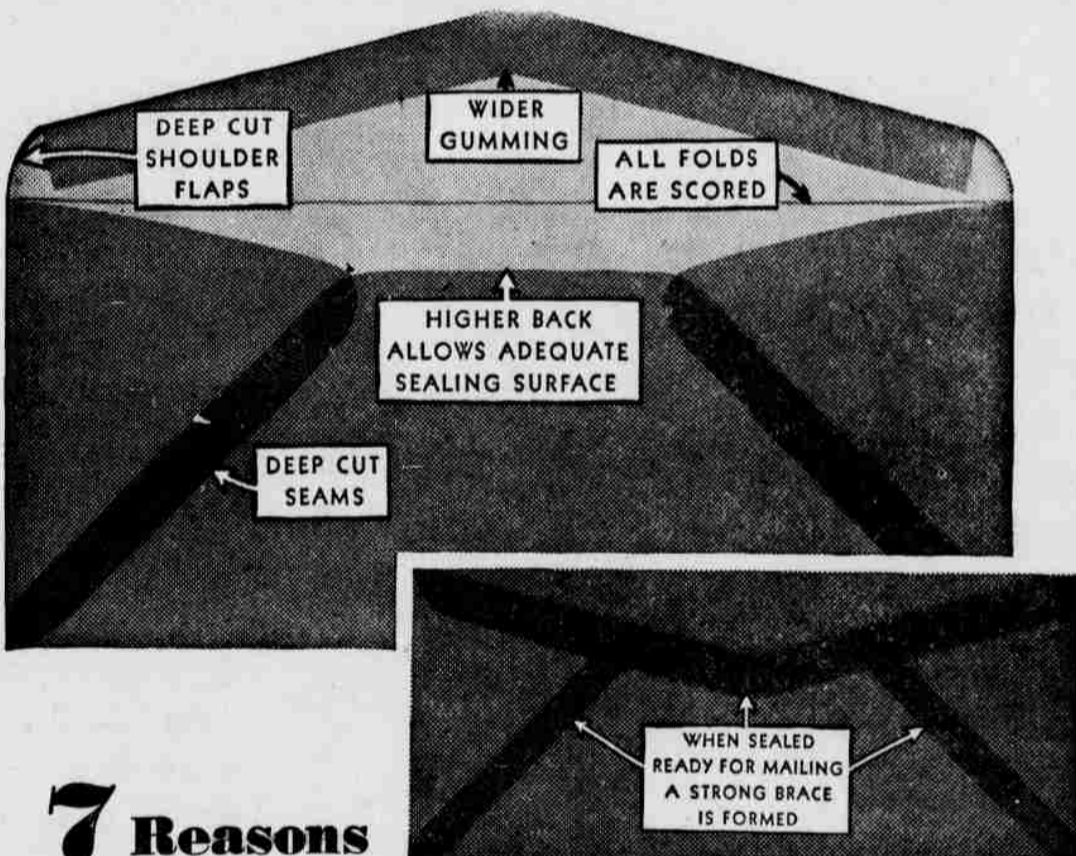 DEEP CUT
SHOULDER
FLAPS
WIDER
GUMMING
ALL FOLDS
ARE SCORED
HIGHER BACK
ALLOWS ADEQUATE
SEALING SURFACE
DEEP CUT
SEAMS
WHEN SEALED
READY FOR MAILING
A STRONG BRACE
IS FORMED
7 Reasons